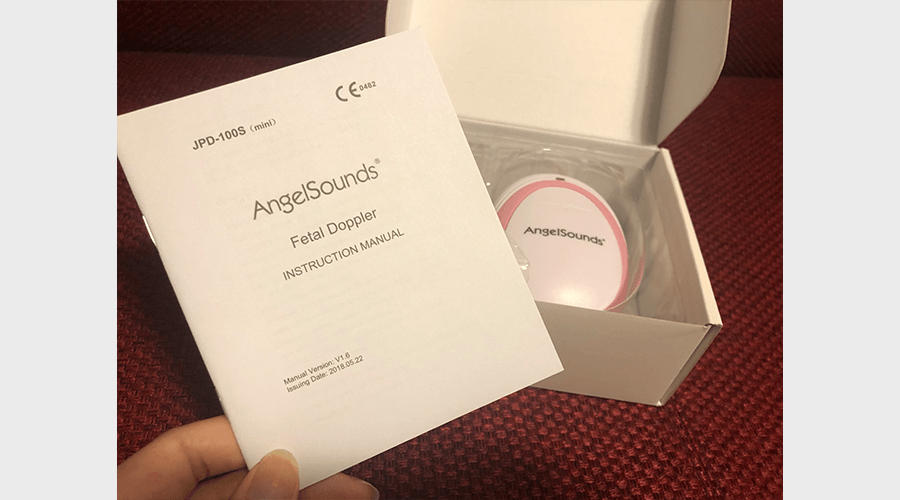 CE 0482
JPD-100S (mini)
AngelSounds®
Fetal Doppler
INSTRUCTION MANUAL
Manual Version: V1.6
Issuing Date: 2018.05.22
AngelSounds®